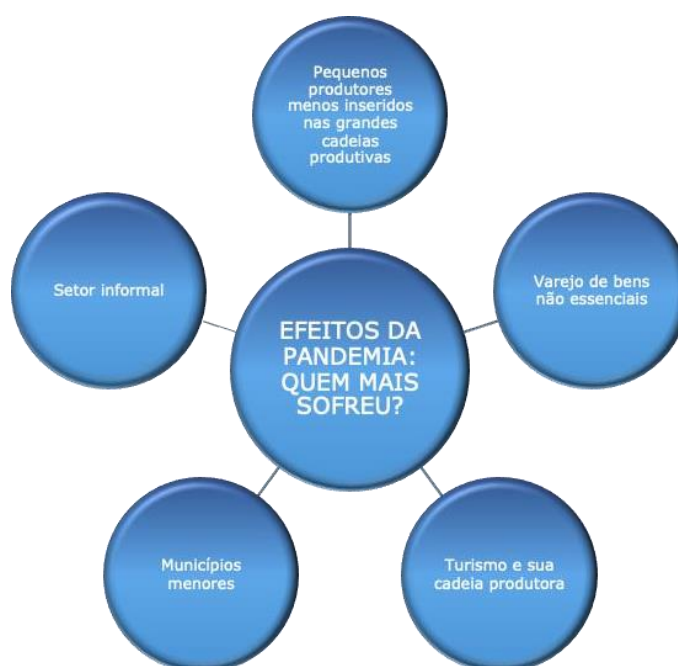 Pequenos
produtores
menos inseridos
nas grandes
cadeias
produtivas
Setor informal
Varejo de bens
não essenciais
EFEITOS DA
PANDEMIA:
QUEM MAIS
SOFREU?
Municípios
menores
Turismo e sua
cadeia produtora